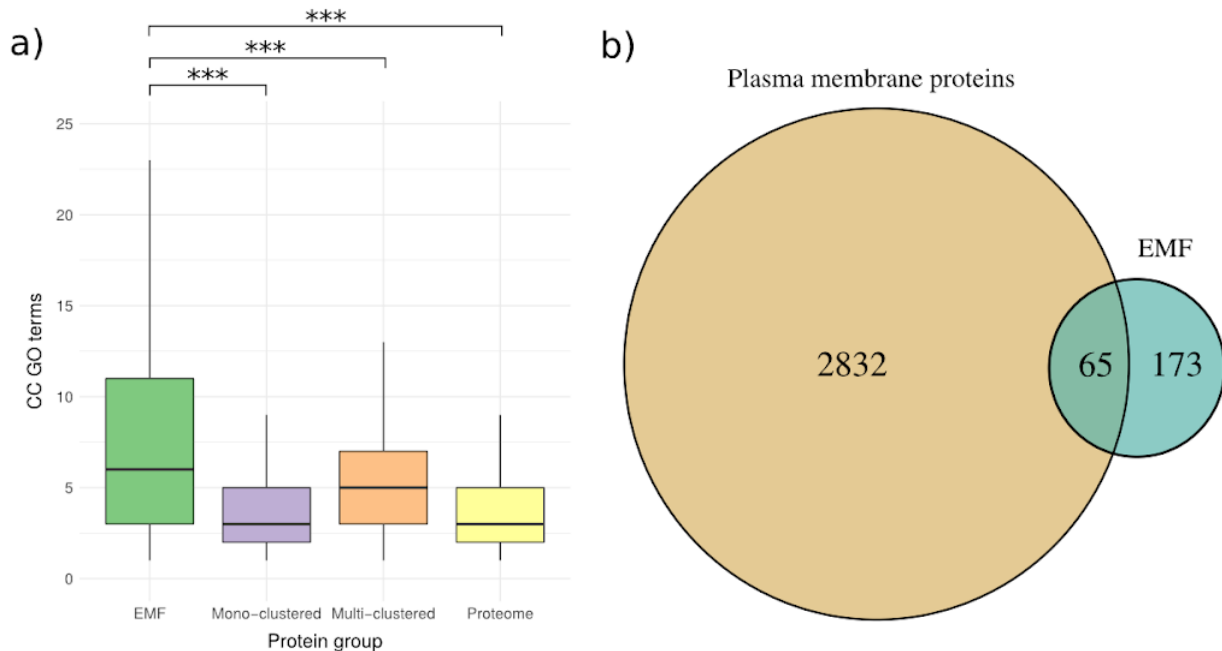 a)
***
***
***
CC GO terms
25
20
15
10
5
0
EMF Mono-clustered Multi-clustered Proteome
Protein group
b)
Plasma membrane proteins
EMF
2832 65 173